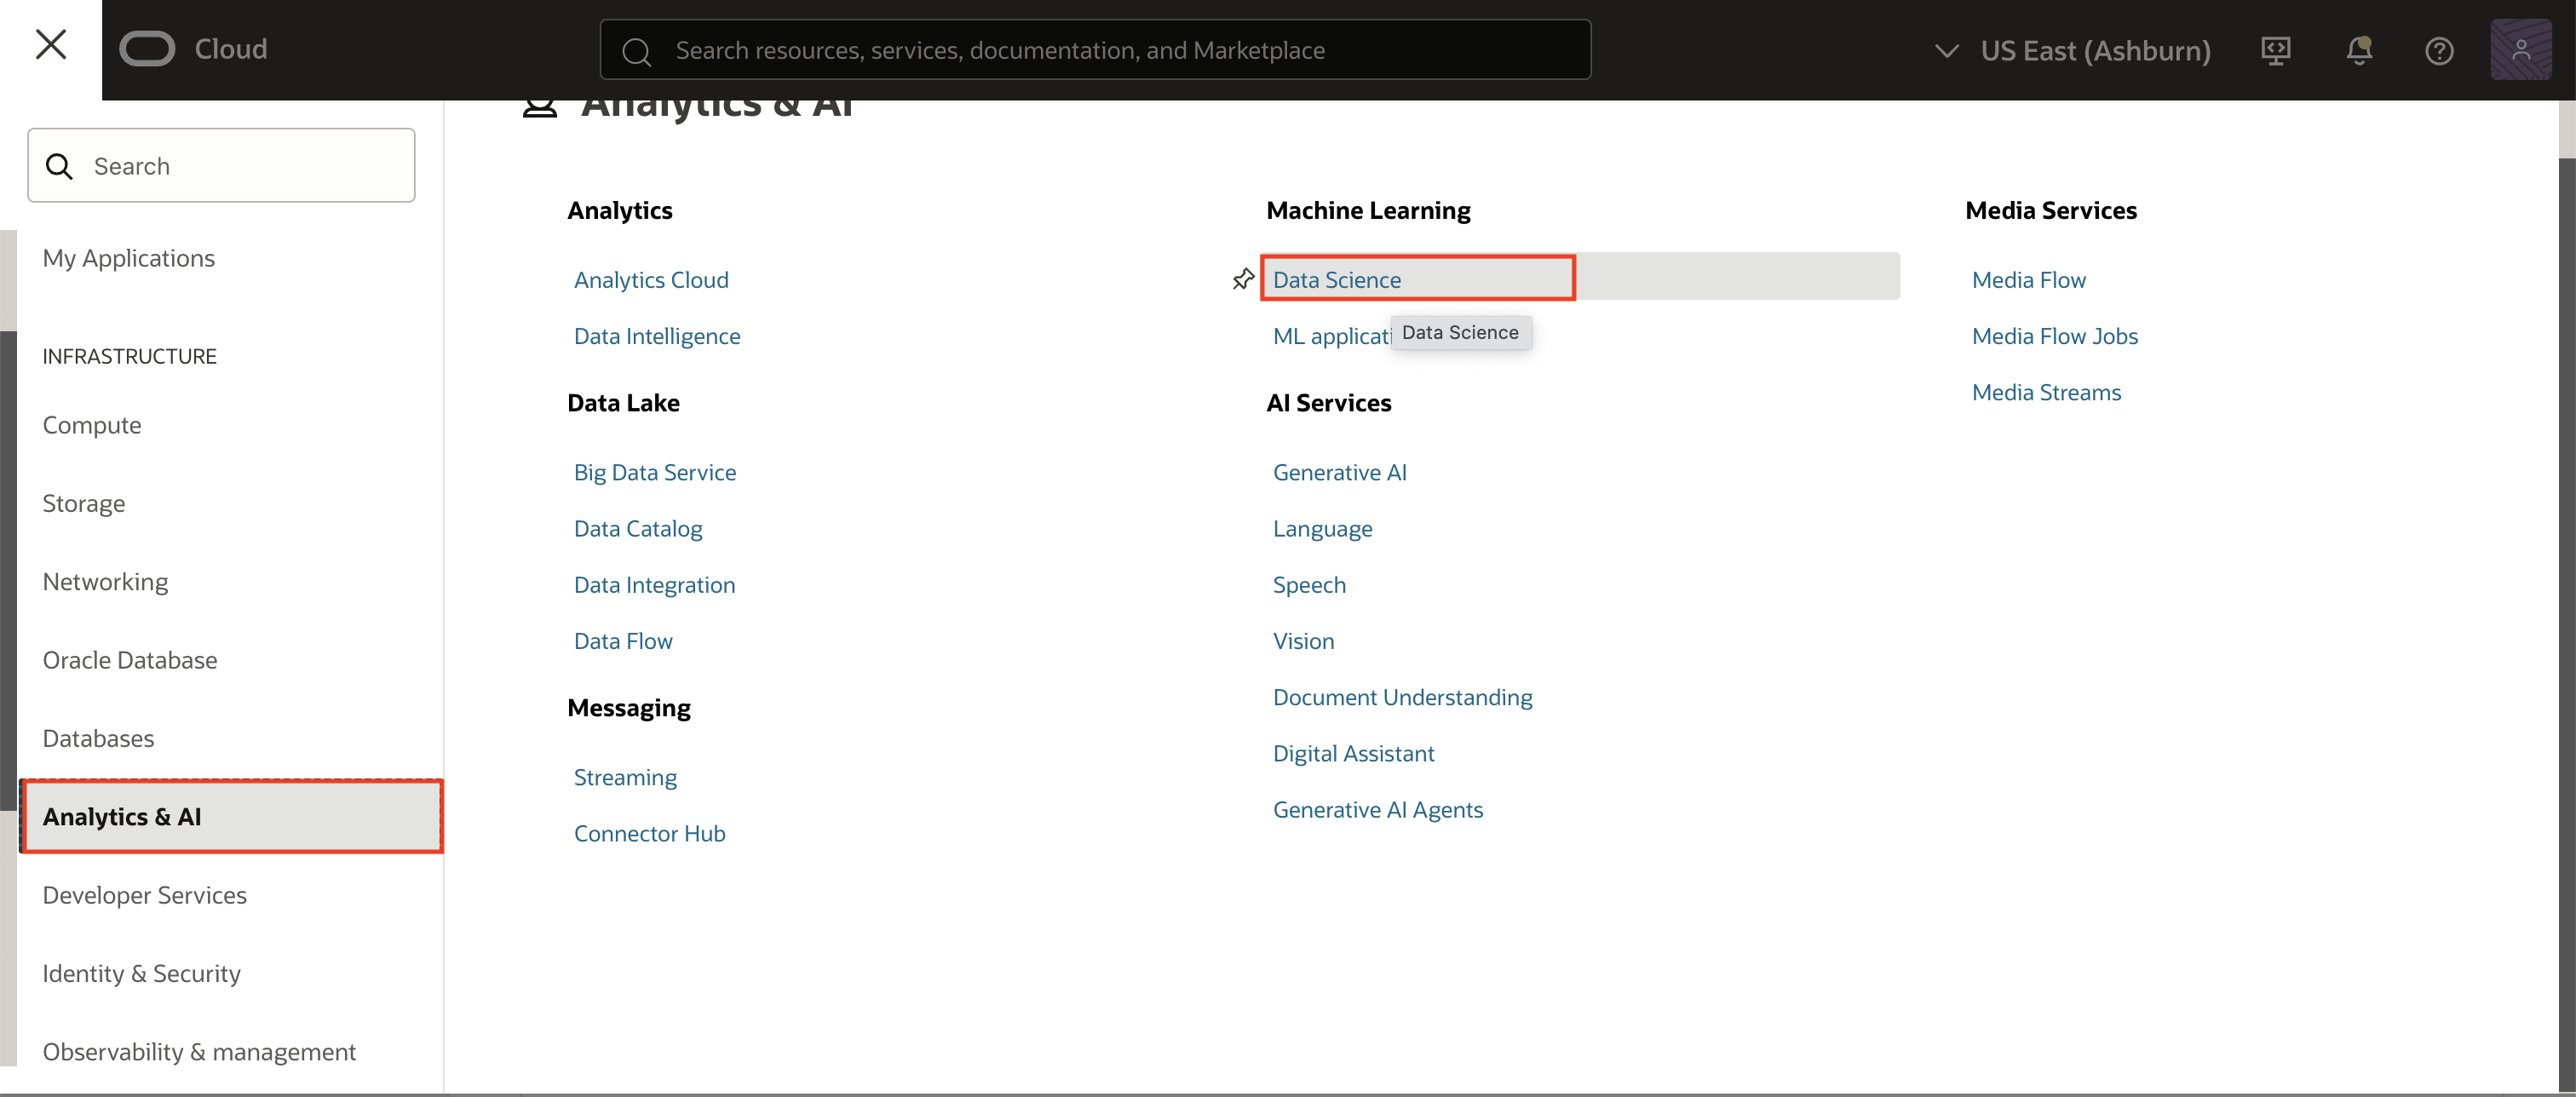 Cloud
Search resources, services, documentation, and Marketplace
US East (Ashburn)
Search
My Applications
INFRASTRUCTURE
Compute
Storage
Networking
Oracle Database
Databases
Analytics & AI
Developer Services
Identity & Security
Observability & management
Analytics & AI
Analytics
Analytics Cloud
Data Intelligence
Data Lake
Big Data Service
Data Catalog
Data Integration
Data Flow
Messaging
Streaming
Connector Hub
Machine Learning
Data Science
ML applicati
Data Science
AI Services
Generative AI
Language
Speech
Vision
Document Understanding
Digital Assistant
Generative AI Agents
Media Services
Media Flow
Media Flow Jobs
Media Streams